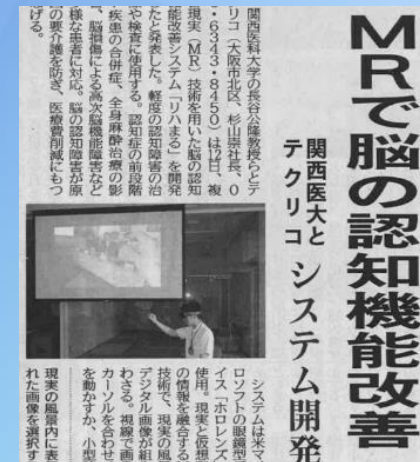 MRで脳の認知機能改善
関西医大と
テクリコ
システム開発
関西医科大学の長谷公隆教授らとテ
リコ(大阪市北区、杉山崇社長、0
・6343・8450)は12日、複
現実(MR)技術を用いた脳の認知
能改善システム「リハまる」を開発
たと発表した。軽度の認知障害の治
や検査に使用する。認知症の前段階
疾患の合併症、全身麻酔治療の影
、脳損傷による高次脳機能障害など
様な患者に対応。脳の認知障害が原
の要介護を防ぎ、医療費削減にもつ
げる。
システムは米マ
ロソフトの眼鏡型
イス「ホロレンズ
使用。現実と仮想
の情報を融合する
技術で、現実の風
デジタル画像が組
わさる。視線で画
カーソルを合わせ
を動かすか、小型
現実の風景内に表
れた画像を選択す